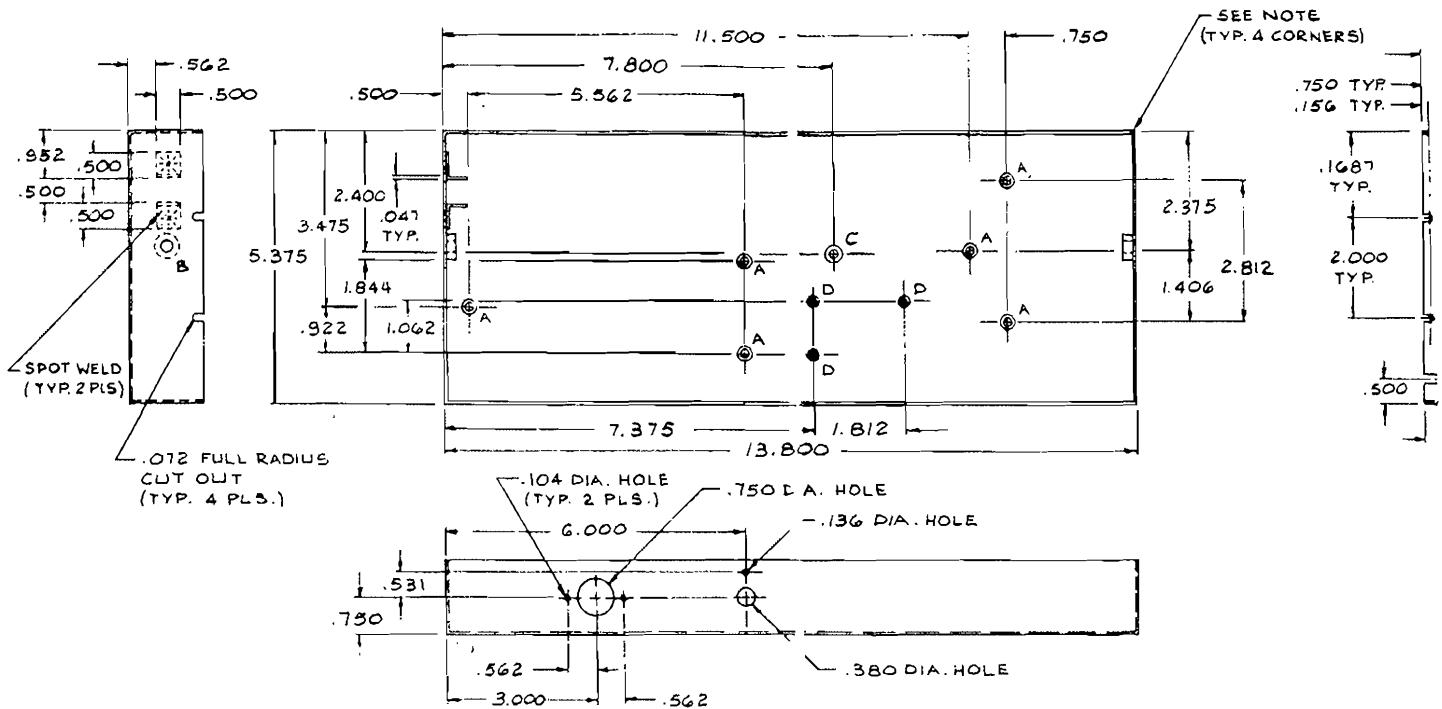 SEE NOTE
(TYP. 4 CORNERS)
11.500
.750
7.800
.562
.500
.500
5.562
.750 TYP.
.156 TYP.
.952
.500
.500
.500
B
5.375
3.475
2.400
.047
TYP.
1.844
.922
1.062
A
A
A
C
A
A
A
D
D
D
2.375
1.406
2.812
.1687
TYP.
2.000
TYP.
.500
SPOT WELD
(TYP. 2 PLS)
.072 FULL RADIUS
CUT OUT
(TYP. 4 PLS.)
7.375
1.812
13.800
.104 DIA. HOLE
(TYP. 2 PLS.)
.750 D A. HOLE
6.000
.136 DIA. HOLE
.531
.750
.562
3.000
.562
.380 DIA. HOLE